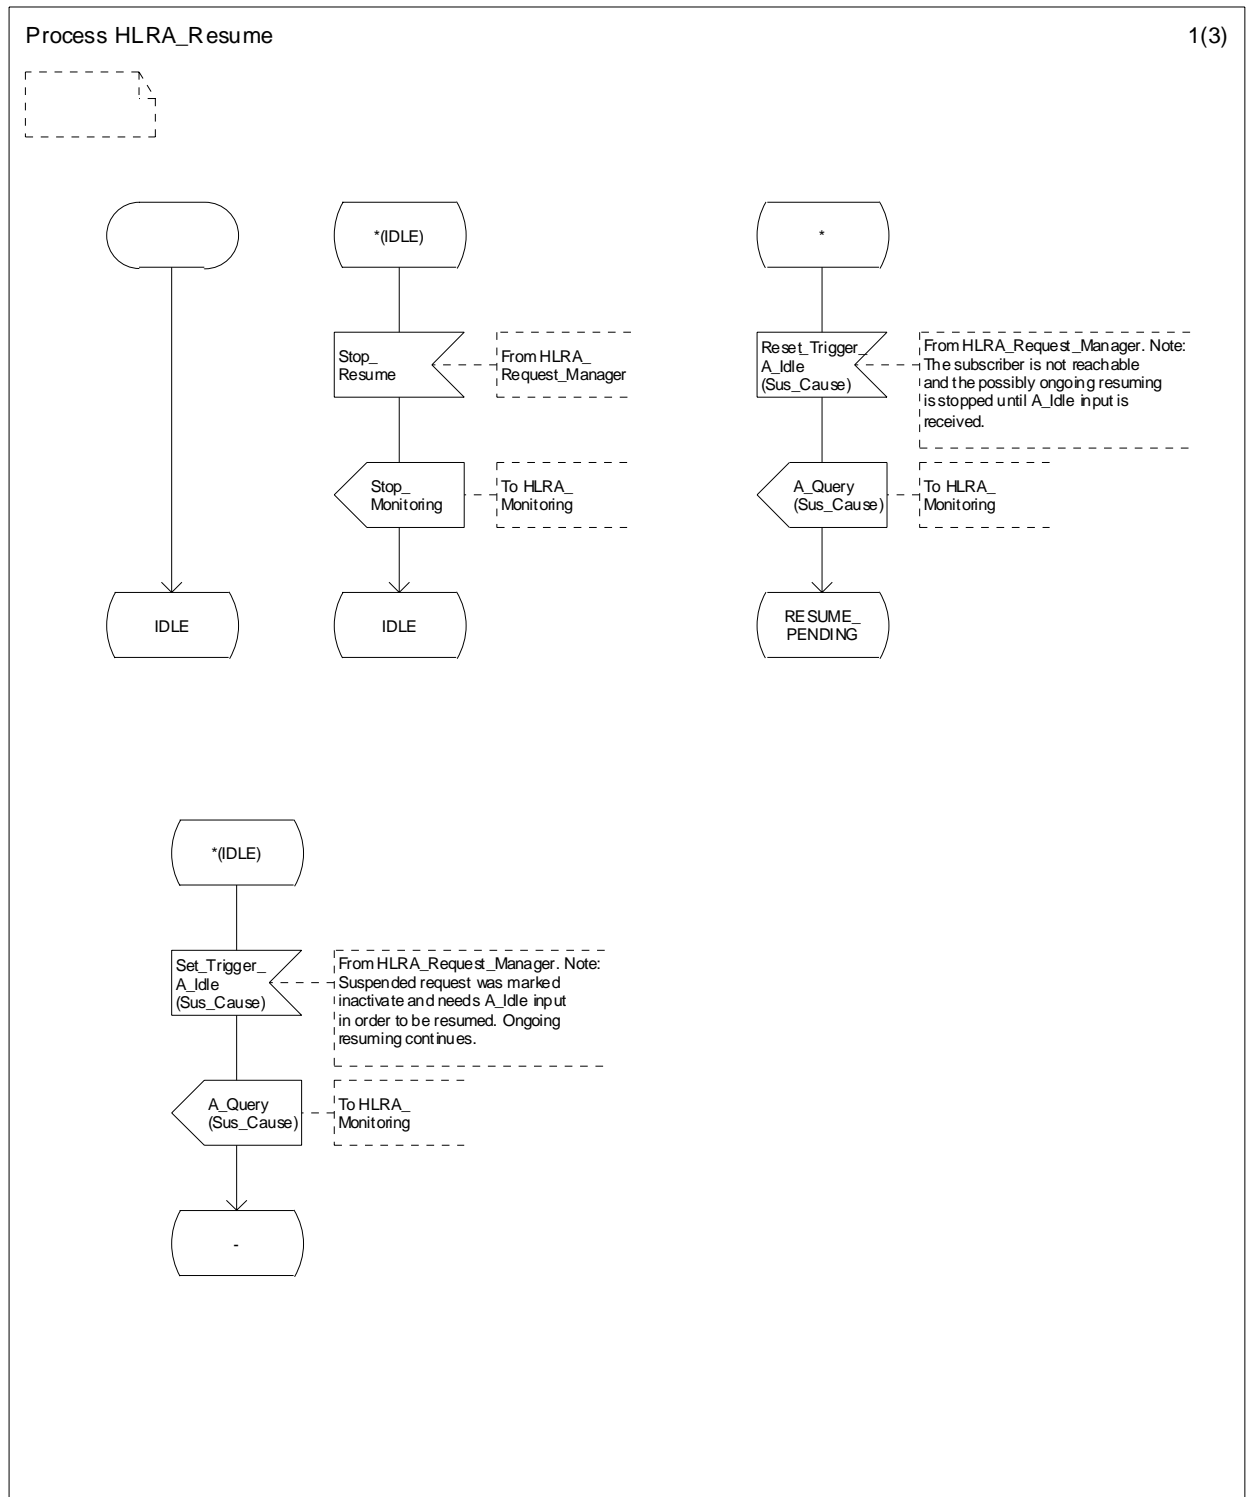 Process HLRA_Resume
1(3)
*(IDLE)
Stop_
Resume
From HLRA_
Request_Manager
Stop_
Monitoring
To HLRA_
Monitoring
IDLE
IDLE
*
Reset_Trigger_
A_Idle
(Sus_Cause)
From HLRA_Request_Manager. Note:
The subscriber is not reachable
and the possibly ongoing resuming
is stopped until A_Idle input is
received.
A_Query
(Sus_Cause)
To HLRA_
Monitoring
RESUME_
PENDING
*(IDLE)
Set_Trigger_
A_Idle
(Sus_Cause)
From HLRA_Request_Manager. Note:
Suspended request was marked
inactivate and needs A_Idle input
in order to be resumed. Ongoing
resuming continues.
A_Query
(Sus_Cause)
To HLRA_
Monitoring
-